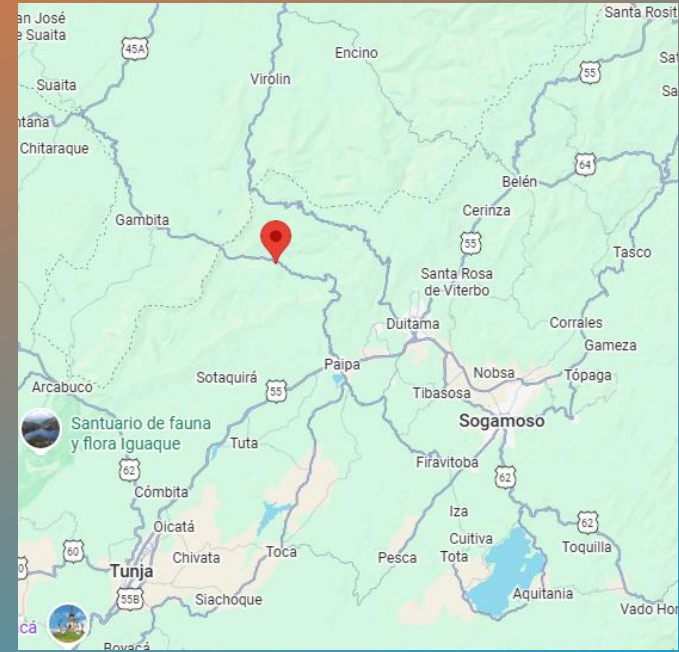 an José
e Suaita
Santa Rosit
45A
Encino
55
Sat
Virolin
Suaita
Sa
ntana
Chitaraque
64
Belén
Gambita
Cerinza
55
Tasco
Santa Rosa
de Viterbo
Duitama
Corrales
Gameza
Paipa
Nobsa
Tópaga
Sotaquirá
55
Arcabuco
Tibasosa
Santuario de fauna
y flora Iguaque
Sogamoso
Tuta
Firavitoba
62
62
Cómbita
Iza
Oicatá
62
60
Cuitiva
Toquilla
0
Chivata
Toca
Pesca
Tota
Tunja
Aquitania
55B
Siachoque
Vado Hor
cá
Boyacá